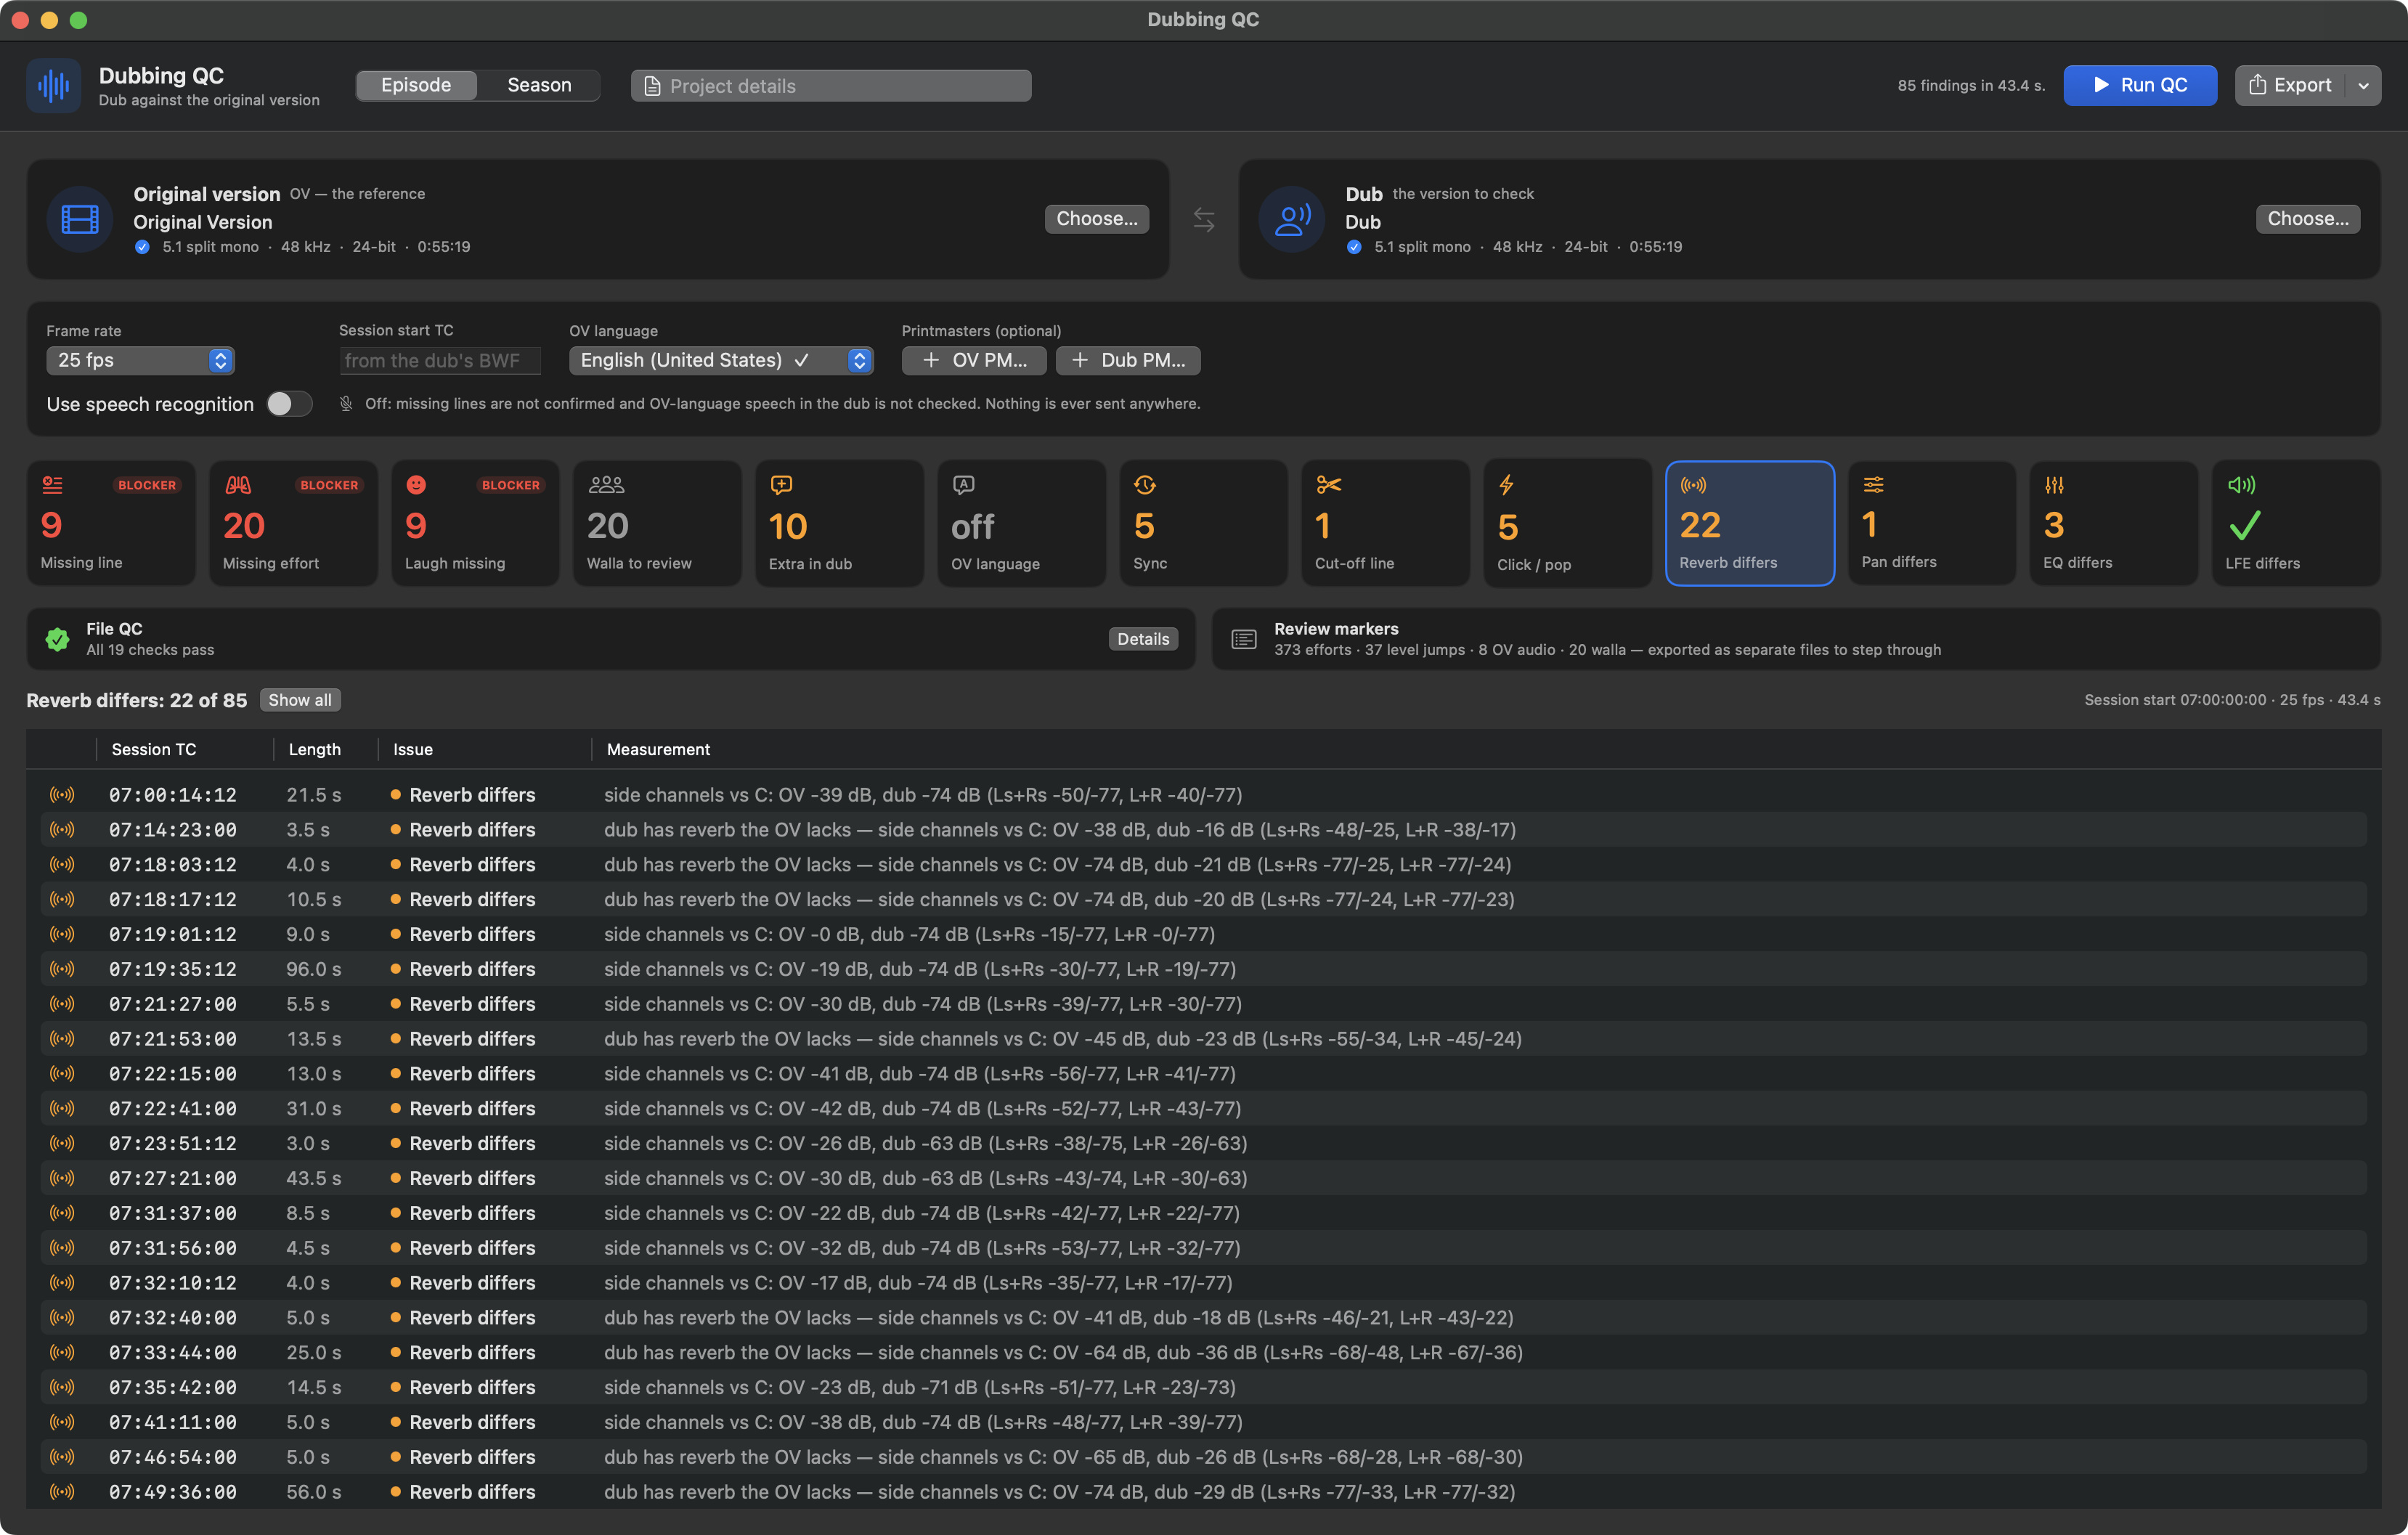 Dubbing QC
Dubbing QC
Dub against the original version
Episode
Season
Project details
85 findings in 43.4 s.
Run QC
Export
Original version OV — the reference
Original Version
5.1 split mono · 48 kHz · 24-bit · 0:55:19
Choose...
Dub the version to check
Dub
5.1 split mono · 48 kHz · 24-bit · 0:55:19
Choose...
Frame rate
25 fps
Session start TC
from the dub's BWF
OV language
English (United States) ✓
Printmasters (optional)
+ OV PM...
+ Dub PM...
Use speech recognition
Off: missing lines are not confirmed and OV-language speech in the dub is not checked. Nothing is ever sent anywhere.
BLOCKER
9
Missing line
BLOCKER
20
Missing effort
BLOCKER
9
Laugh missing
20
Walla to review
10
Extra in dub
A
off
OV language
5
Sync
1
Cut-off line
5
Click / pop
22
Reverb differs
1
Pan differs
3
EQ differs
LFE differs
File QC
All 19 checks pass
Details
Review markers
373 efforts · 37 level jumps · 8 OV audio · 20 walla — exported as separate files to step through
Reverb differs: 22 of 85
Show all
Session start 07:00:00:00 · 25 fps · 43.4 s
Session TC Length Issue Measurement
07:00:14:12 21.5 s Reverb differs side channels vs C: OV -39 dB, dub -74 dB (Ls+Rs -50/-77, L+R -40/-77)
07:14:23:00 3.5 s Reverb differs dub has reverb the OV lacks — side channels vs C: OV -38 dB, dub -16 dB (Ls+Rs -48/-25, L+R -38/-17)
07:18:03:12 4.0 s Reverb differs dub has reverb the OV lacks — side channels vs C: OV -74 dB, dub -21 dB (Ls+Rs -77/-25, L+R -77/-24)
07:18:17:12 10.5 s Reverb differs dub has reverb the OV lacks — side channels vs C: OV -74 dB, dub -20 dB (Ls+Rs -77/-24, L+R -77/-23)
07:19:01:12 9.0 s Reverb differs side channels vs C: OV -0 dB, dub -74 dB (Ls+Rs -15/-77, L+R -0/-77)
07:19:35:12 96.0 s Reverb differs side channels vs C: OV -19 dB, dub -74 dB (Ls+Rs -30/-77, L+R -19/-77)
07:21:27:00 5.5 s Reverb differs side channels vs C: OV -30 dB, dub -74 dB (Ls+Rs -39/-77, L+R -30/-77)
07:21:53:00 13.5 s Reverb differs dub has reverb the OV lacks — side channels vs C: OV -45 dB, dub -23 dB (Ls+Rs -55/-34, L+R -45/-24)
07:22:15:00 13.0 s Reverb differs side channels vs C: OV -41 dB, dub -74 dB (Ls+Rs -56/-77, L+R -41/-77)
07:22:41:00 31.0 s Reverb differs side channels vs C: OV -42 dB, dub -74 dB (Ls+Rs -52/-77, L+R -43/-77)
07:23:51:12 3.0 s Reverb differs side channels vs C: OV -26 dB, dub -63 dB (Ls+Rs -38/-75, L+R -26/-63)
07:27:21:00 43.5 s Reverb differs side channels vs C: OV -30 dB, dub -63 dB (Ls+Rs -43/-74, L+R -30/-63)
07:31:37:00 8.5 s Reverb differs side channels vs C: OV -22 dB, dub -74 dB (Ls+Rs -42/-77, L+R -22/-77)
07:31:56:00 4.5 s Reverb differs side channels vs C: OV -32 dB, dub -74 dB (Ls+Rs -53/-77, L+R -32/-77)
07:32:10:12 4.0 s Reverb differs side channels vs C: OV -17 dB, dub -74 dB (Ls+Rs -35/-77, L+R -17/-77)
07:32:40:00 5.0 s Reverb differs dub has reverb the OV lacks — side channels vs C: OV -41 dB, dub -18 dB (Ls+Rs -46/-21, L+R -43/-22)
07:33:44:00 25.0 s Reverb differs dub has reverb the OV lacks — side channels vs C: OV -64 dB, dub -36 dB (Ls+Rs -68/-48, L+R -67/-36)
07:35:42:00 14.5 s Reverb differs side channels vs C: OV -23 dB, dub -71 dB (Ls+Rs -51/-77, L+R -23/-73)
07:41:11:00 5.0 s Reverb differs side channels vs C: OV -38 dB, dub -74 dB (Ls+Rs -48/-77, L+R -39/-77)
07:46:54:00 5.0 s Reverb differs dub has reverb the OV lacks — side channels vs C: OV -65 dB, dub -26 dB (Ls+Rs -68/-28, L+R -68/-30)
07:49:36:00 56.0 s Reverb differs dub has reverb the OV lacks — side channels vs C: OV -74 dB, dub -29 dB (Ls+Rs -77/-33, L+R -77/-32)